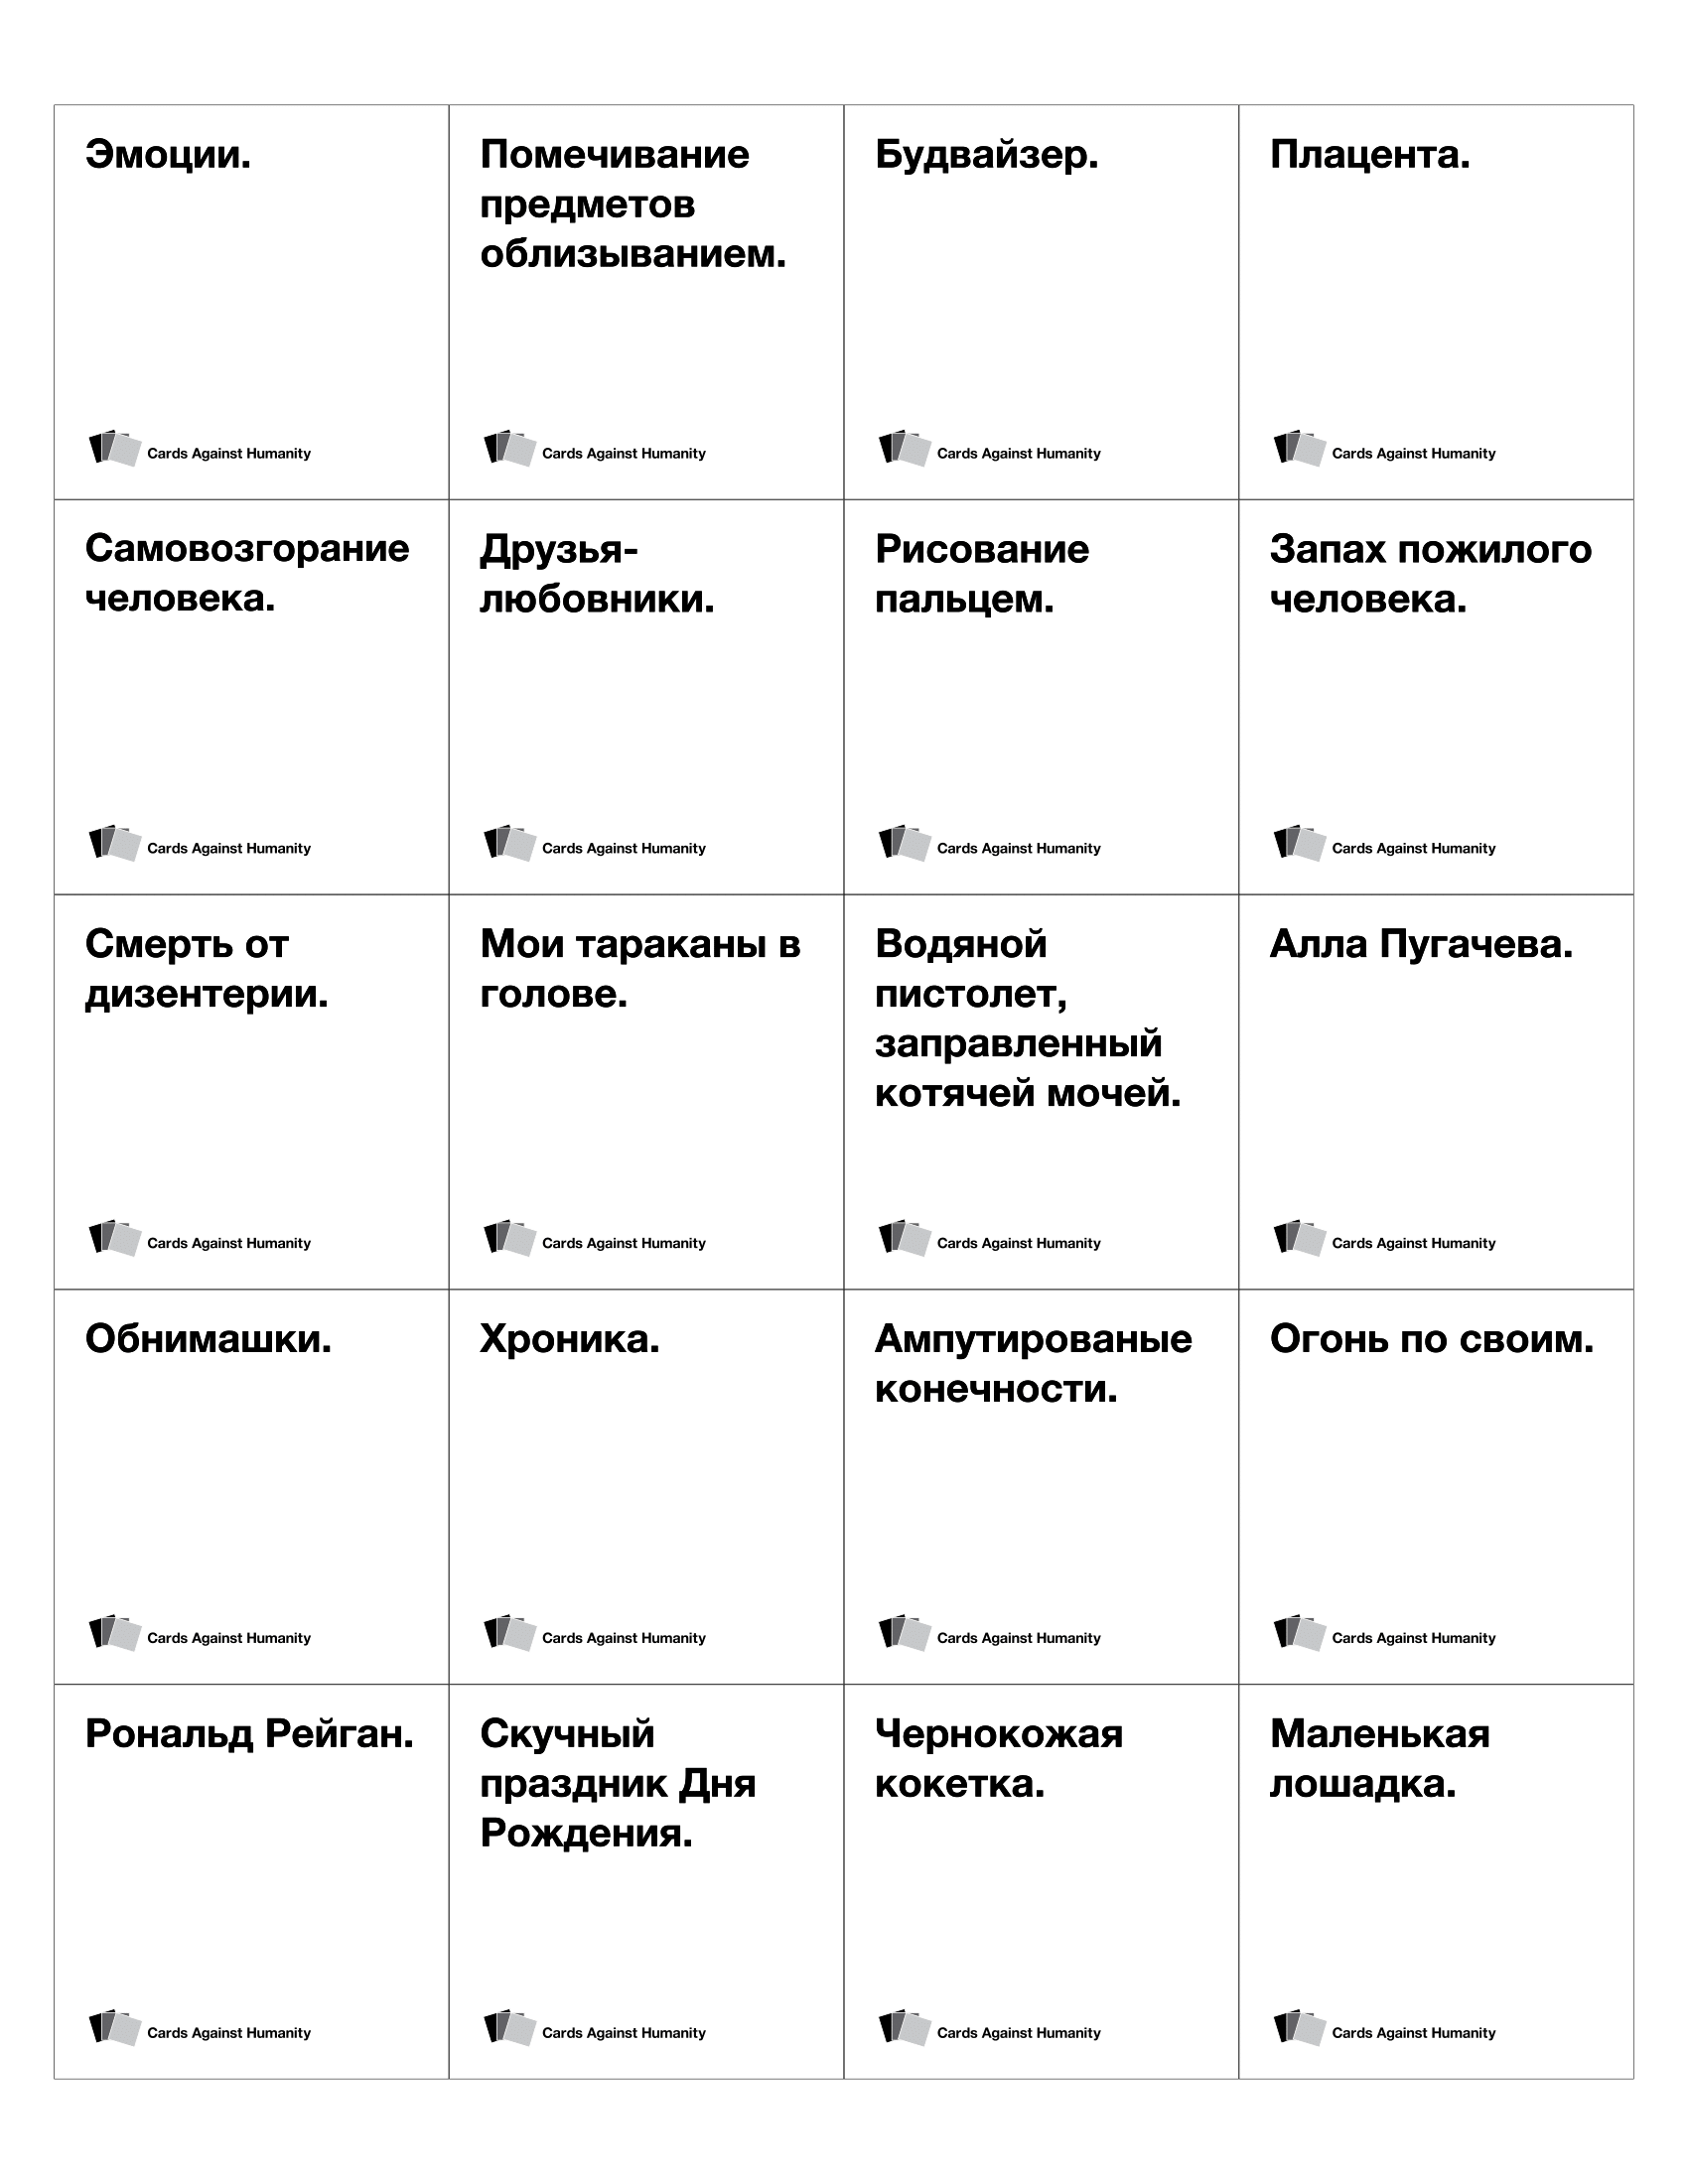 Эмоции.
Cards Against Humanity
Помечивание
предметов
облизыванием.
Cards Against Humanity
Будвайзер.
Cards Against Humanity
Плацента.
Cards Against Humanity
Самовозгорание
человека.
Cards Against Humanity
Друзья-
любовники.
Cards Against Humanity
Рисование
пальцем.
Cards Against Humanity
Запах пожилого
человека.
Cards Against Humanity
Смерть от
дизентерии.
Cards Against Humanity
Мои тараканы в
голове.
Cards Against Humanity
Водяной
пистолет,
заправленный
котячей мочей.
Cards Against Humanity
Алла Пугачева.
Cards Against Humanity
Обнимашки.
Cards Against Humanity
Хроника.
Cards Against Humanity
Ампутированые
конечности.
Cards Against Humanity
Огонь по своим.
Cards Against Humanity
Рональд Рейган.
Cards Against Humanity
Скучный
праздник Дня
Рождения.
Cards Against Humanity
Чернокожая
кокетка.
Cards Against Humanity
Маленькая
лошадка.
Cards Against Humanity